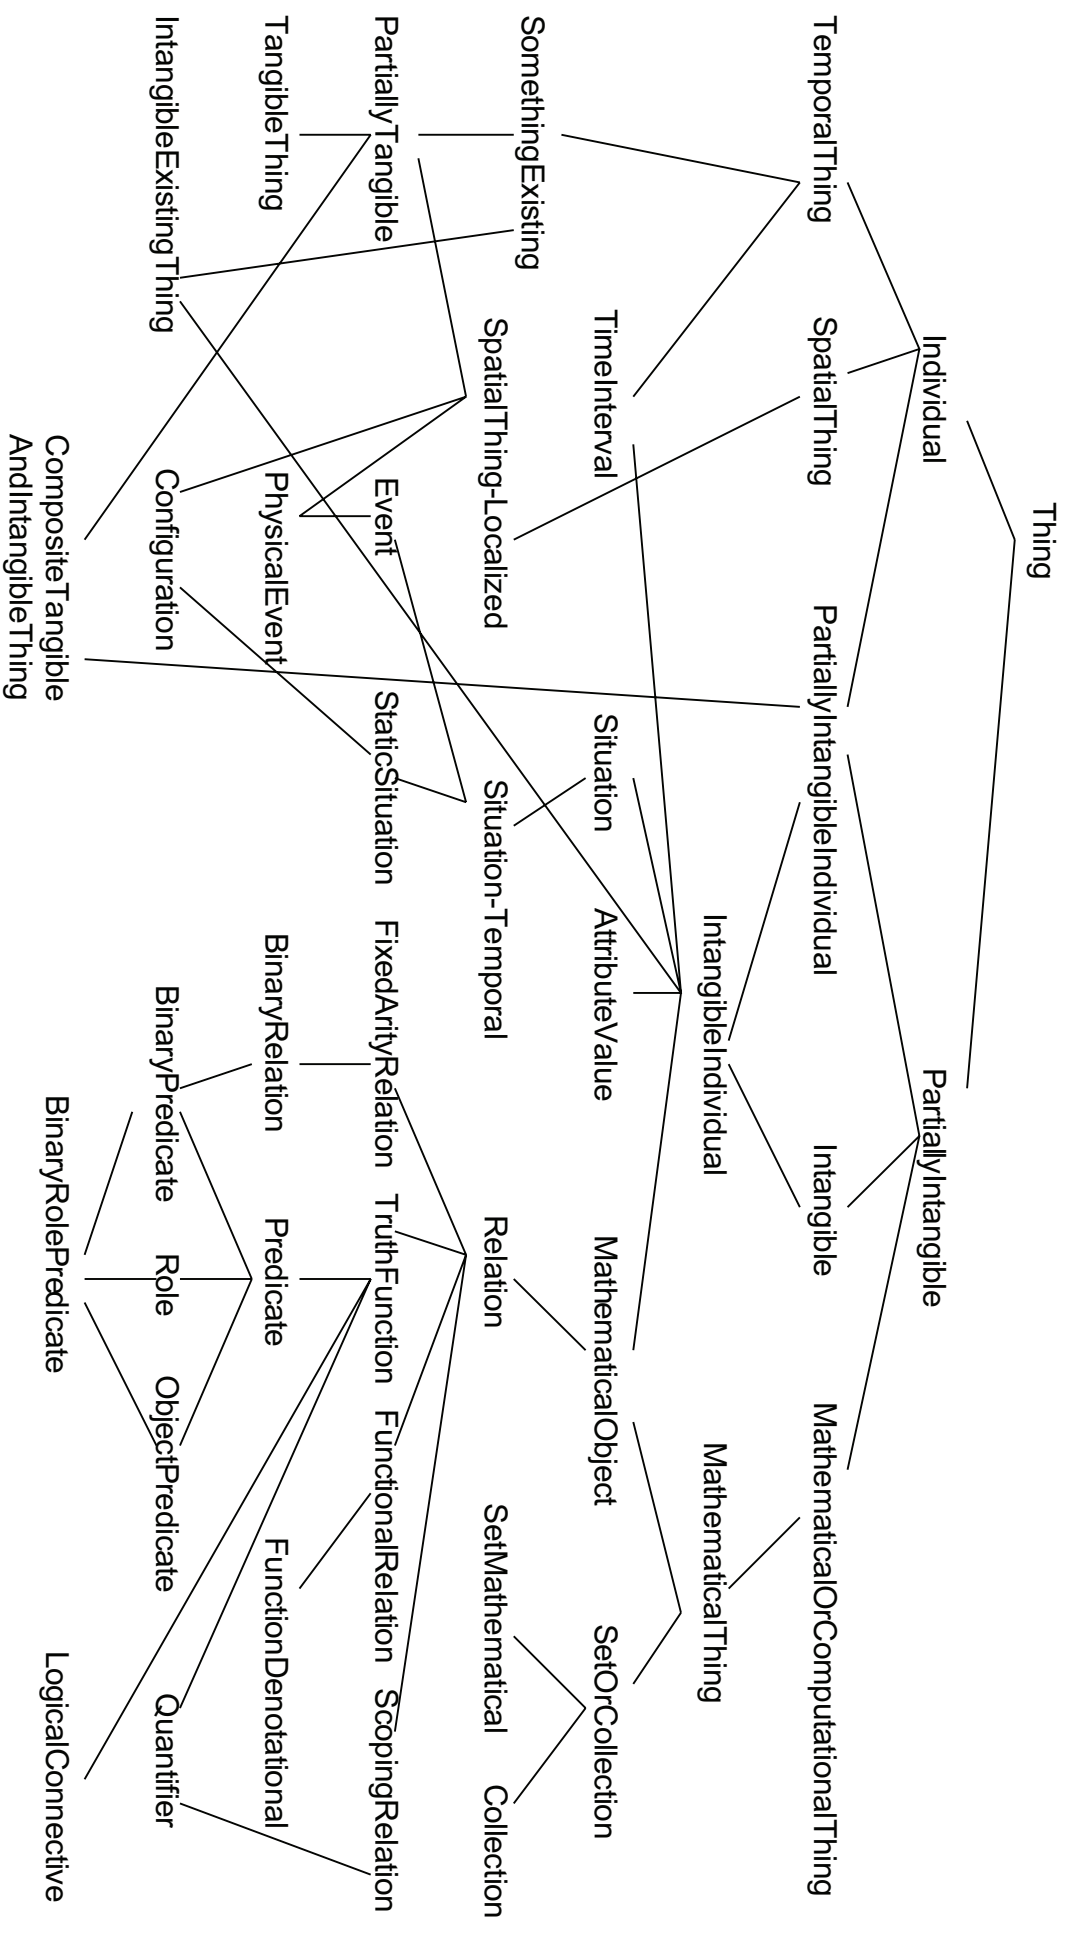 Thing
Individual
PartiallyIntangible
TemporalThing
SpatialThing
PartiallyIntangibleIndividual
Intangible
MathematicalOrComputationalThing
IntangibleIndividual
MathematicalThing
TimeInterval
Situation
AttributeValue
MathematicalObject
SetOrCollection
SomethingExisting
SpatialThing-Localized
Situation-Temporal
Relation
SetMathematical
Collection
PartiallyTangible
Event
StaticSituation
FixedArityRelation
TruthFunction
FunctionalRelation
ScopingRelation
TangibleThing
PhysicalEvent
BinaryRelation
Predicate
FunctionDenotational
IntangibleExistingThing
Configuration
BinaryPredicate
Role
ObjectPredicate
Quantifier
CompositeTangible
AndIntangibleThing
BinaryRolePredicate
LogicalConnective